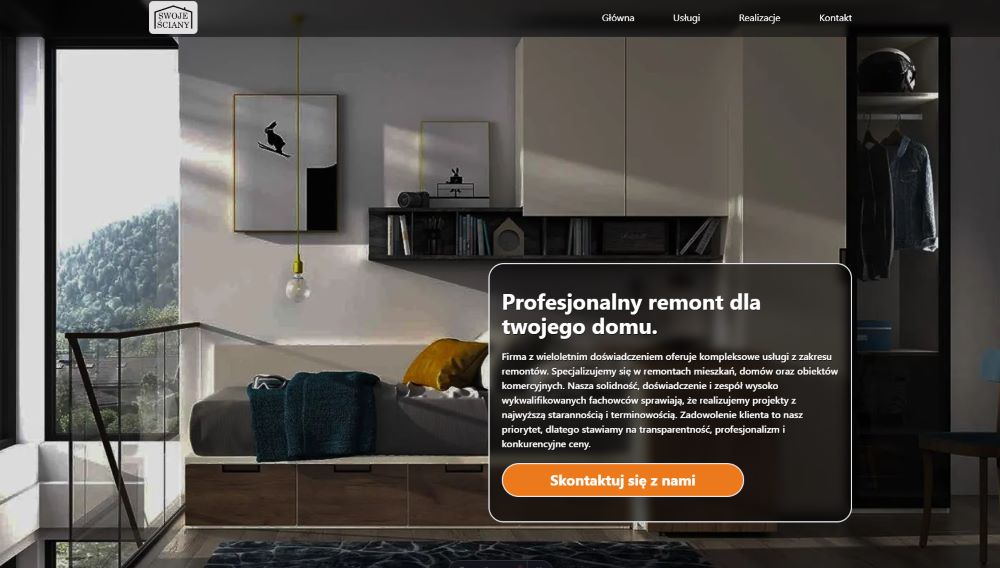 SWOJE
ŚCIANY
Główna Usługi Realizacje Kontakt
Profesjonalny remont dla
twojego domu.
Firma z wieloletnim doświadczeniem oferuje kompleksowe usługi z zakresu
remontów. Specjalizujemy się w remontach mieszkań, domów oraz obiektów
komercyjnych. Nasza solidność, doświadczenie i zespół wysoko
wykwalifikowanych fachowców sprawiają, że realizujemy projekty z
najwyższą starannością i terminowością. Zadowolenie klienta to nasz
priorytet, dlatego stawiamy na transparentność, profesjonalizm i
konkurencyjne ceny.
Skontaktuj się z nami